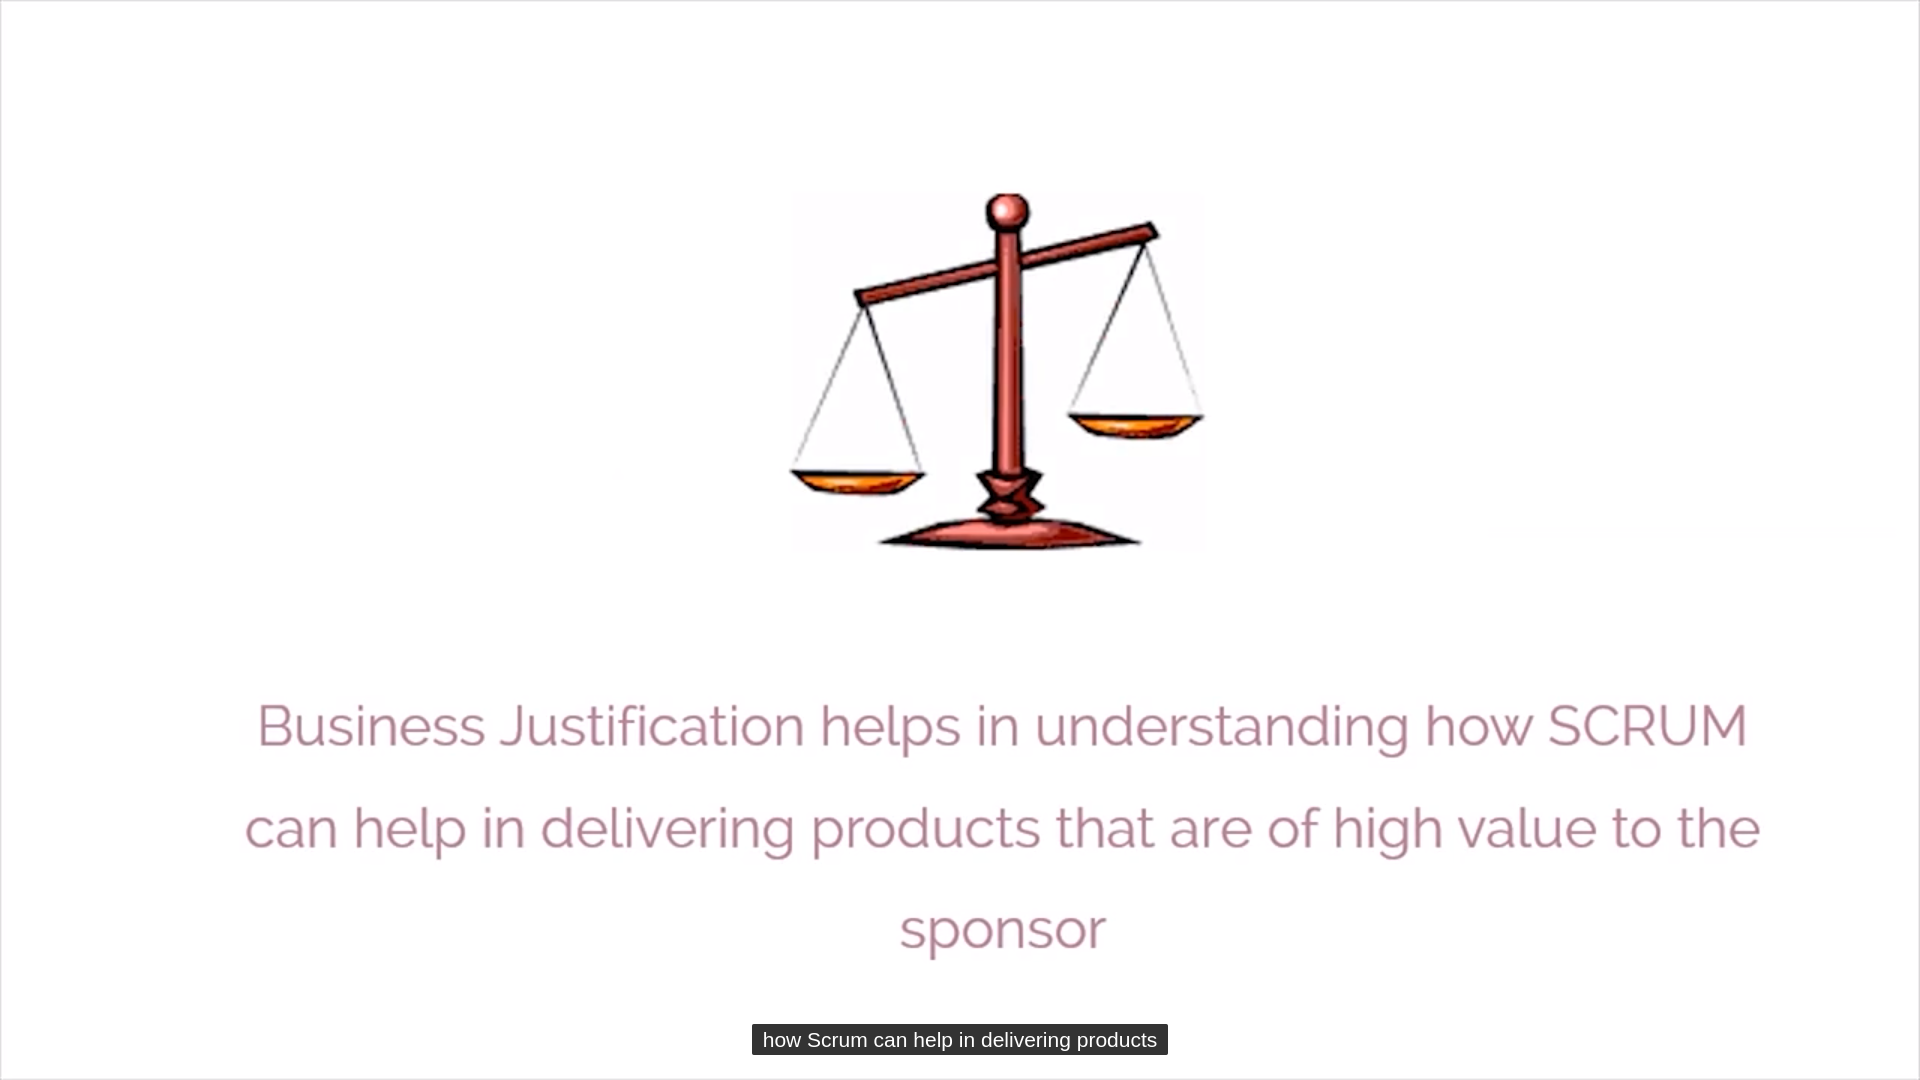 Business Justification helps in understanding how SCRUM
can help in delivering products that are of high value to the
sponsor
how Scrum can help in delivering products